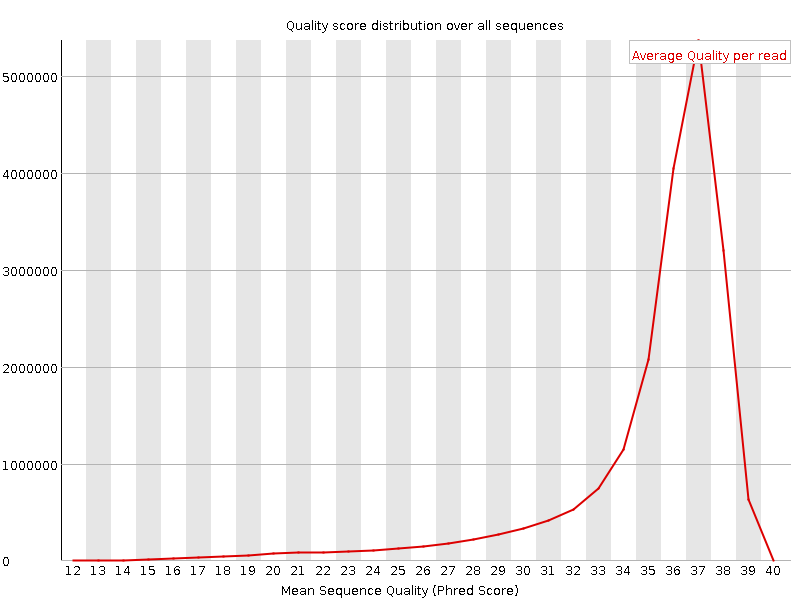 Quality score distribution over all sequences
Average Quality per read
5000000
4000000
3000000
2000000
1000000
0
12 13 14 15 16 17 18 19 20 21 22 23 24 25 26 27 28 29 30 31 32 33 34 35 36 37 38 39 40
Mean Sequence Quality (Phred Score)